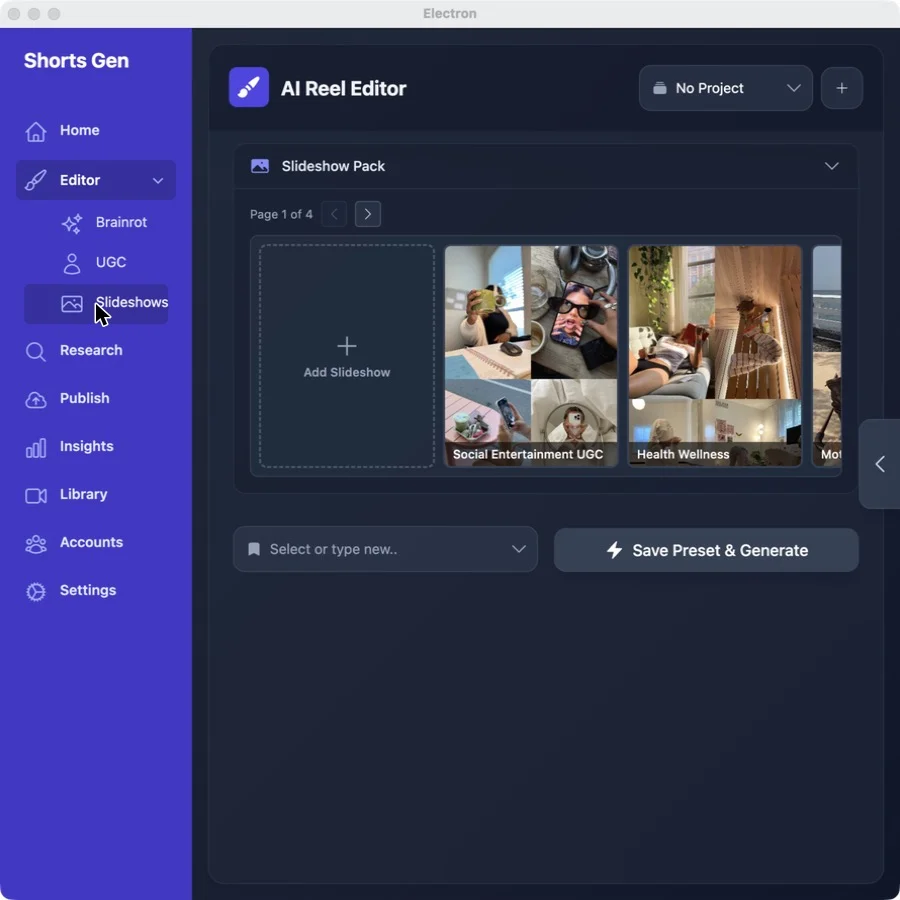 Electron
Shorts Gen
Home
Editor
Brainrot
UGC
Slideshows
Research
Publish
Insights
Library
Accounts
Settings
AI Reel Editor
No Project
Slideshow Pack
Page 1 of 4
Add Slideshow
Social Entertainment UGC
Health Wellness
Mot
Select or type new..
Save Preset & Generate